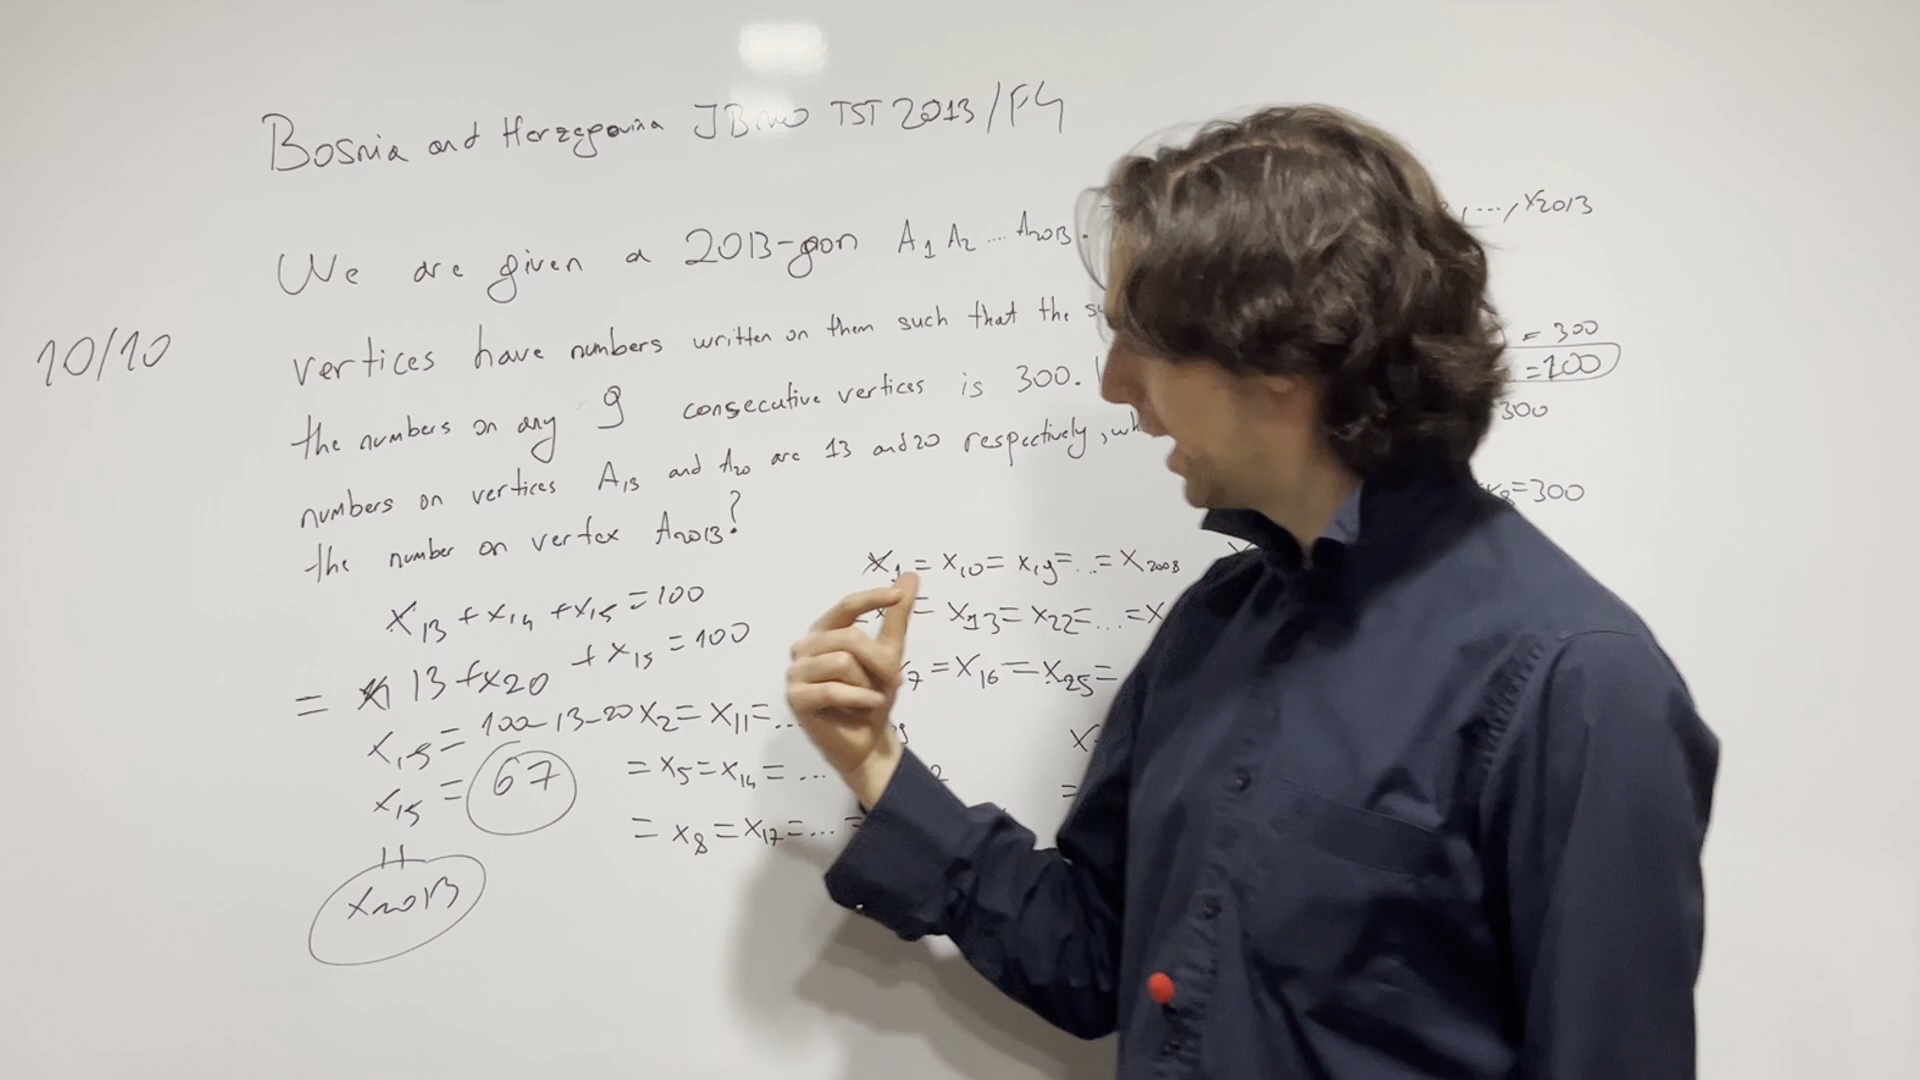 Bosnia and Herzegovina JBMO TST 2013/P4
We are given a 2013-gon A1 A2 .... A2013.
vertices have numbers written on them such that the
the numbers on any 9 consecutive vertices is 300.
numbers on vertices A13 and A20 are 13 and 20 respectively,
the number on vertex A2013?
10/10
x13 + x14 + x15 = 100
= 13 + x20 + x15 = 100
x15 = 100-13-20
x15 = 67
x2013
x2 = x11 = ...
= x5 = x14 = ...
= x8 = x17 = ... =
x1 = x10 = x19 = ... = x2008
= x13 = x22 = ... = x
7 = x16 = x25 =
, ..., x2013
= 300
= 100
300
= 300